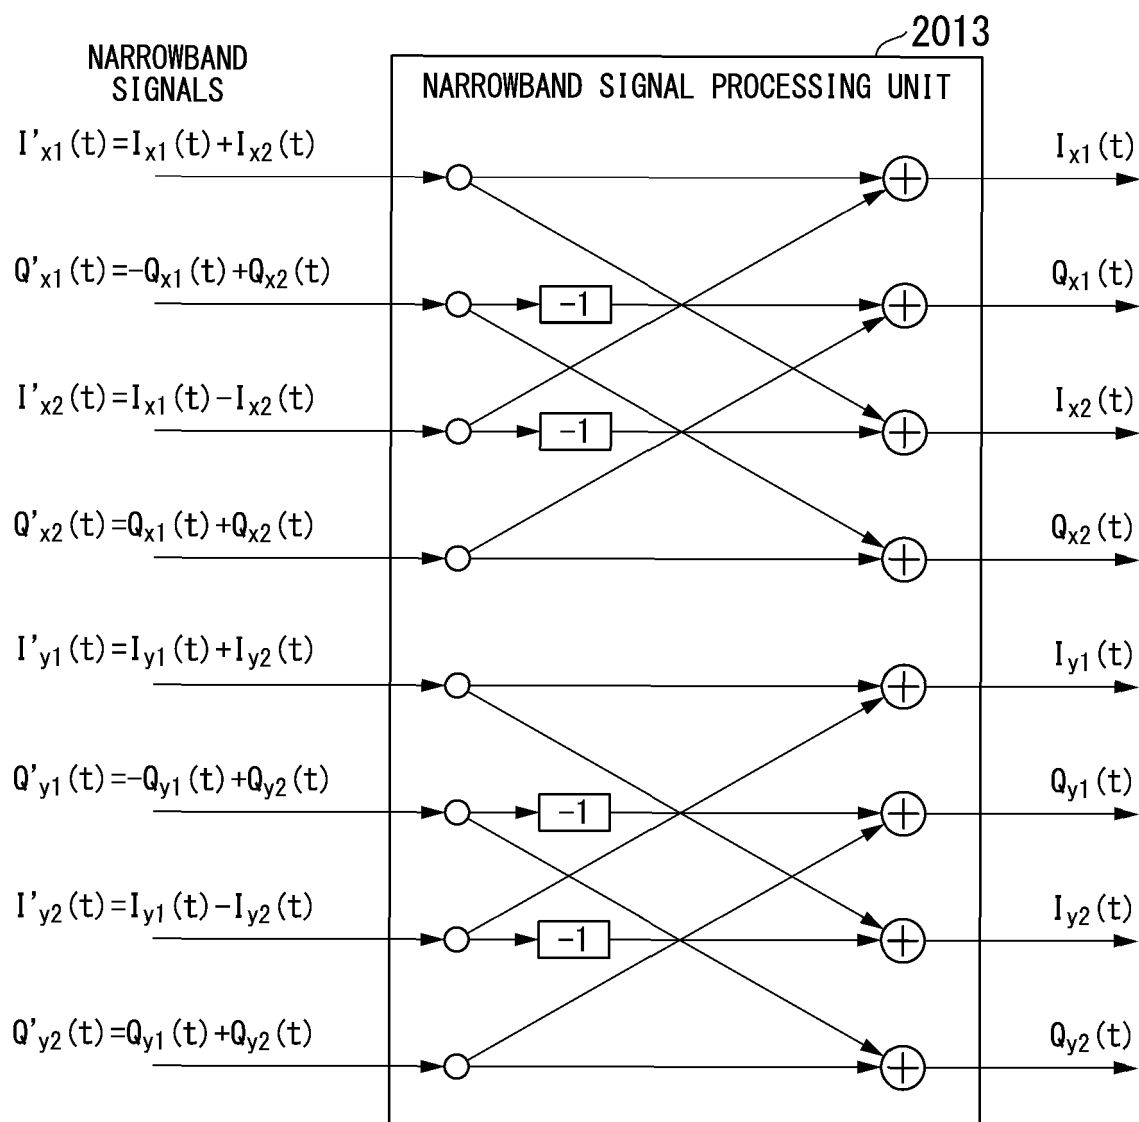 2013
NARROWBAND
SIGNALS
NARROWBAND SIGNAL PROCESSING UNIT
I'x1(t)=Ix1(t)+Ix2(t)
Ix1(t)
Q'x1(t)=-Qx1(t)+Qx2(t)
Qx1(t)
-1
I'x2(t)=Ix1(t)-Ix2(t)
Ix2(t)
-1
Q'x2(t)=Qx1(t)+Qx2(t)
Qx2(t)
I'y1(t)=Iy1(t)+Iy2(t)
Iy1(t)
Q'y1(t)=-Qy1(t)+Qy2(t)
Qy1(t)
-1
I'y2(t)=Iy1(t)-Iy2(t)
Iy2(t)
-1
Q'y2(t)=Qy1(t)+Qy2(t)
Qy2(t)